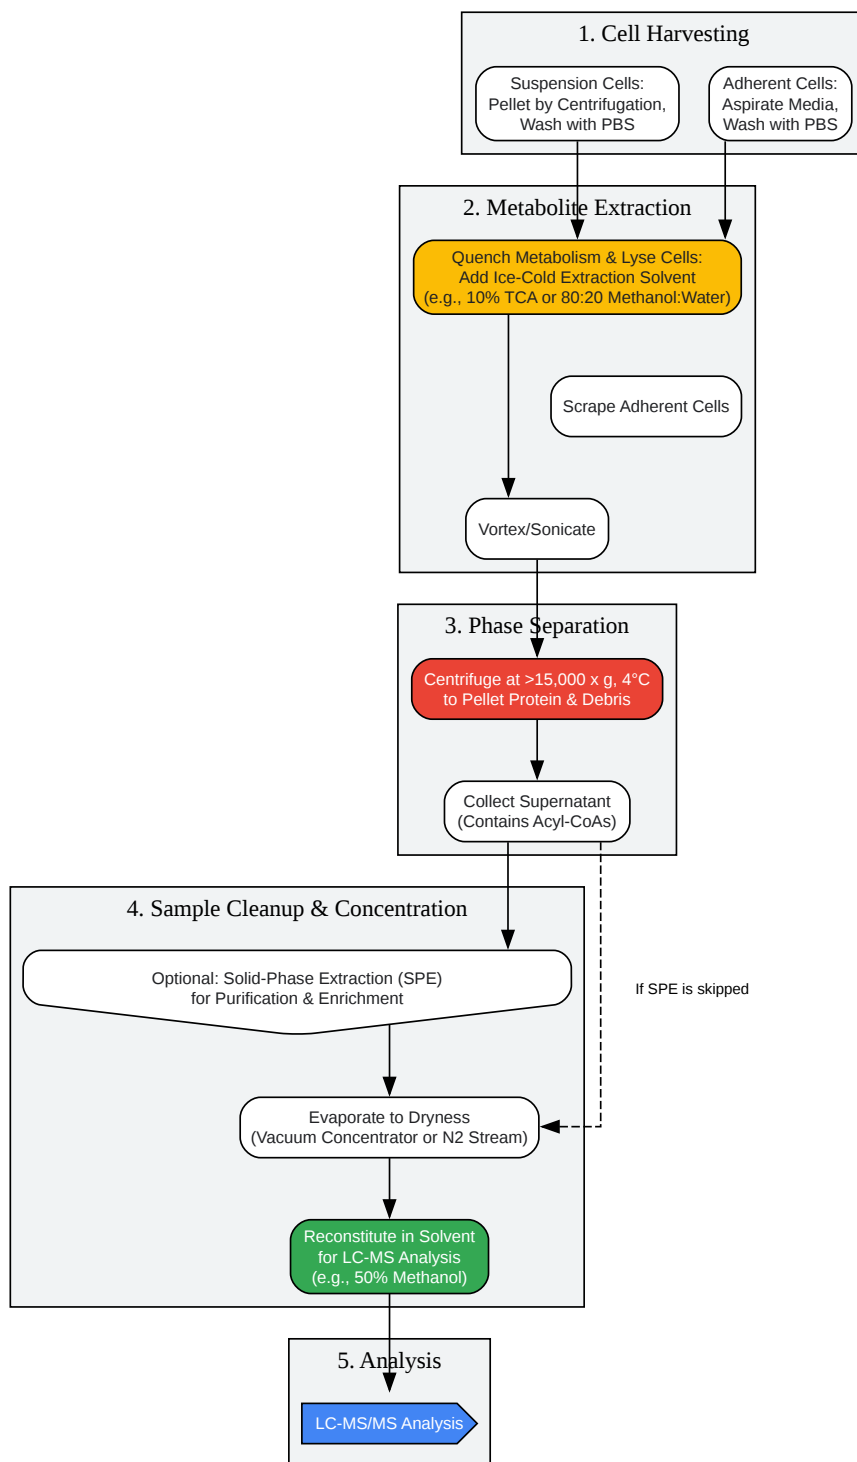 1. Cell Harvesting
Suspension Cells:
Pellet by Centrifugation,
Wash with PBS
Adherent Cells:
Aspirate Media,
Wash with PBS
2. Metabolite Extraction
Quench Metabolism & Lyse Cells:
Add Ice-Cold Extraction Solvent
(e.g., 10% TCA or 80:20 Methanol:Water)
Scrape Adherent Cells
Vortex/Sonicate
3. Phase Separation
Centrifuge at >15,000 x g, 4°C
to Pellet Protein & Debris
Collect Supernatant
(Contains Acyl-CoAs)
4. Sample Cleanup & Concentration
Optional: Solid-Phase Extraction (SPE)
for Purification & Enrichment
If SPE is skipped
Evaporate to Dryness
(Vacuum Concentrator or N2 Stream)
Reconstitute in Solvent
for LC-MS Analysis
(e.g., 50% Methanol)
5. Analysis
LC-MS/MS Analysis